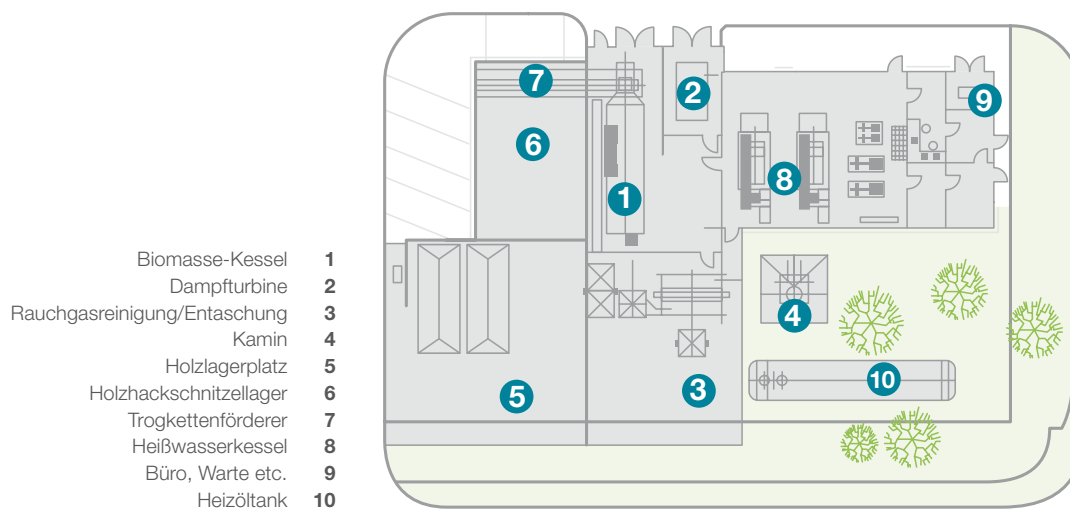 Biomasse-Kessel 1
Dampfturbine 2
Rauchgasreinigung/Entaschung 3
Kamin 4
Holzlagerplatz 5
Holzhackschnitzellager 6
Trogkettenförderer 7
Heißwasserkessel 8
Büro, Warte etc. 9
Heizöltank 10
7
2
9
6
8
1
4
10
3
5